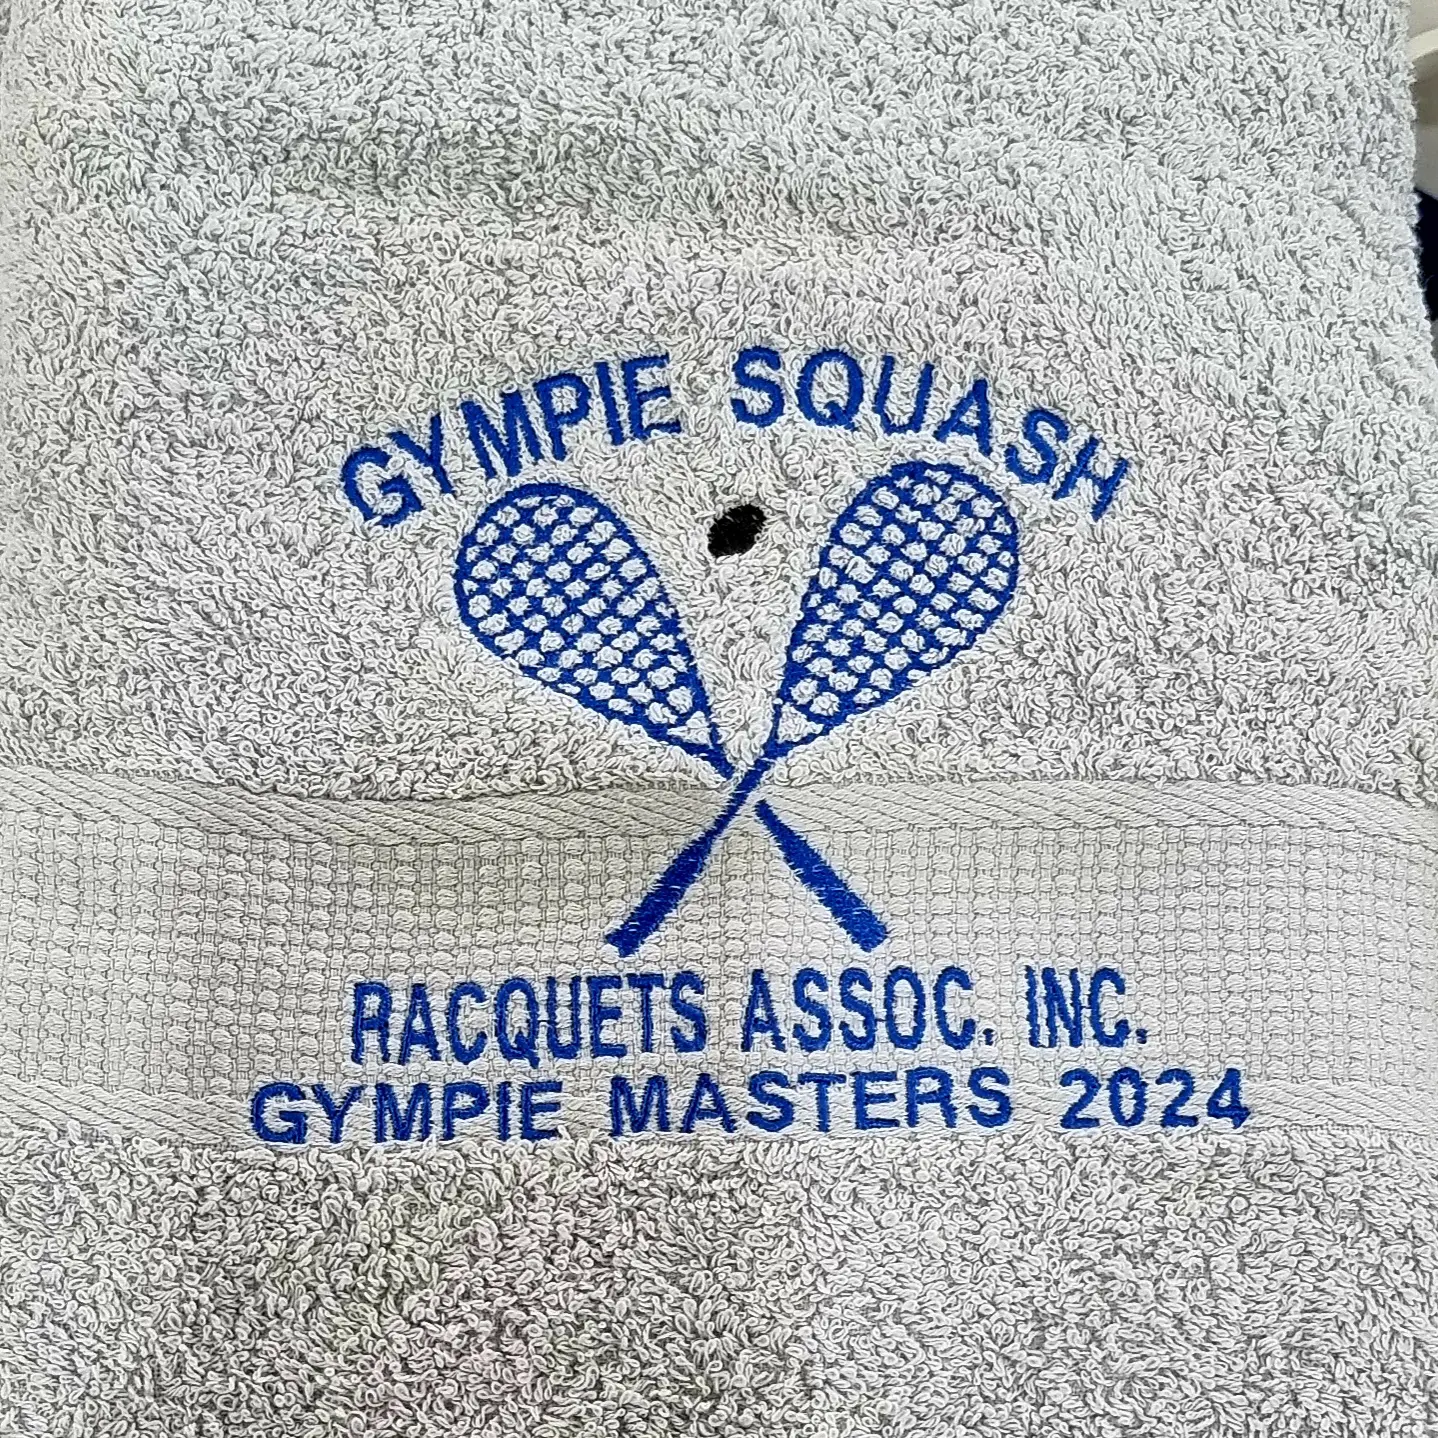 GYMPIE SQUASH
RACQUETS ASSOC. INC.
GYMPIE MASTERS 2024